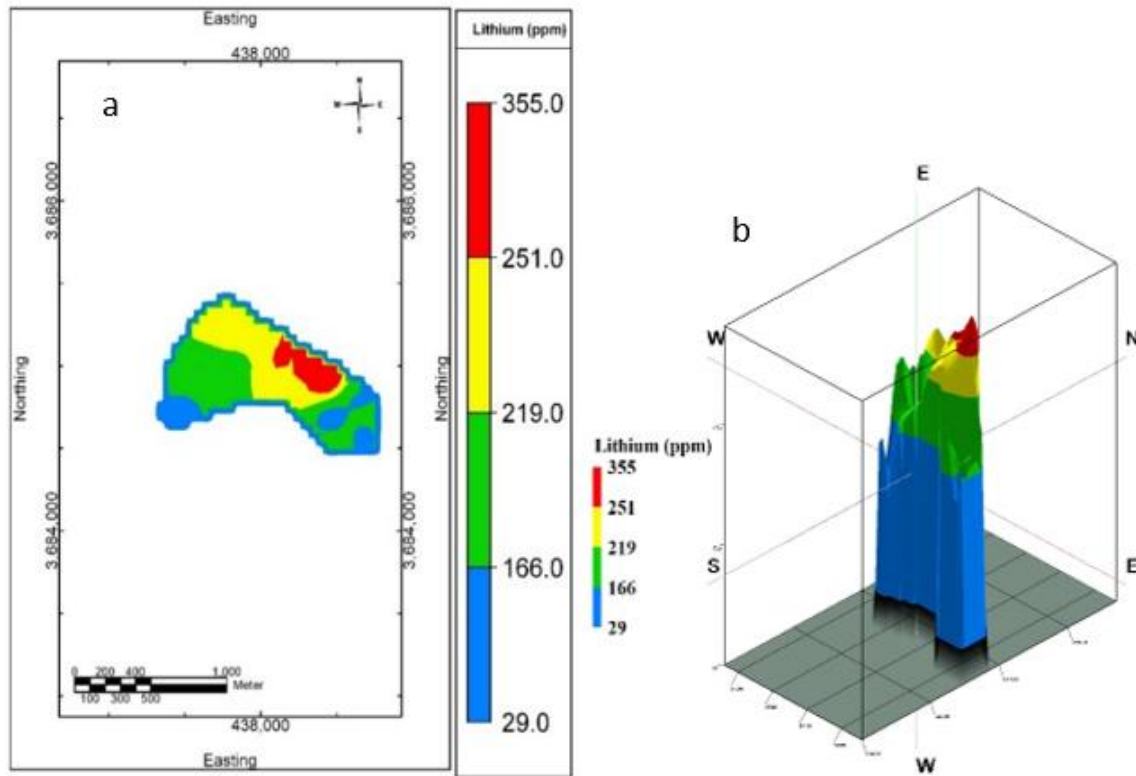 Easting
438,000
a
N
W E
S
3,686,000
3,686,000
Northing
Northing
3,684,000
3,684,000
0 200 400 1,000
Meter
100 300 500
438,000
Easting
Lithium (ppm)
355.0
251.0
219.0
166.0
29.0
b
E
W
N
S
E
W
Lithium (ppm)
355
251
219
166
29